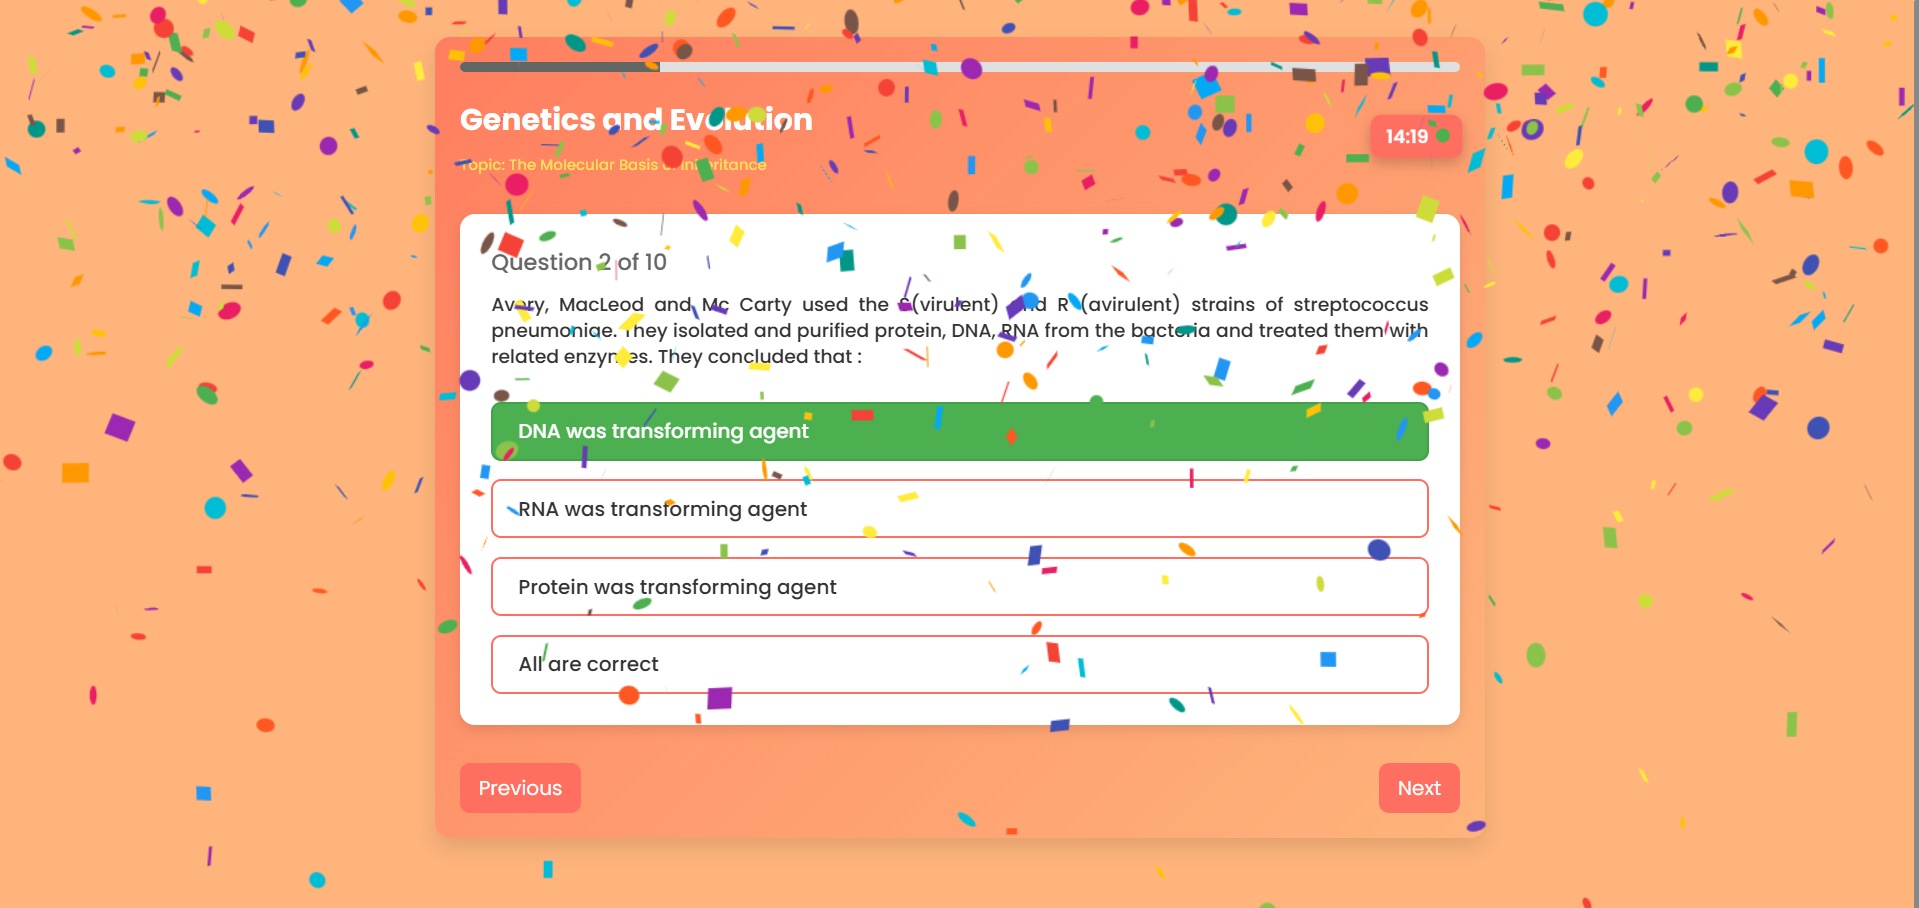 Genetics and Evolution
14:19
Topic: The Molecular Basis of Inheritance
Question 2 of 10
Avery, MacLeod and Mc Carty used the S(virulent) and R (avirulent) strains of streptococcus
pneumoniae. They isolated and purified protein, DNA, RNA from the bacteria and treated them with
related enzymes. They concluded that :
DNA was transforming agent
RNA was transforming agent
Protein was transforming agent
All are correct
Previous
Next